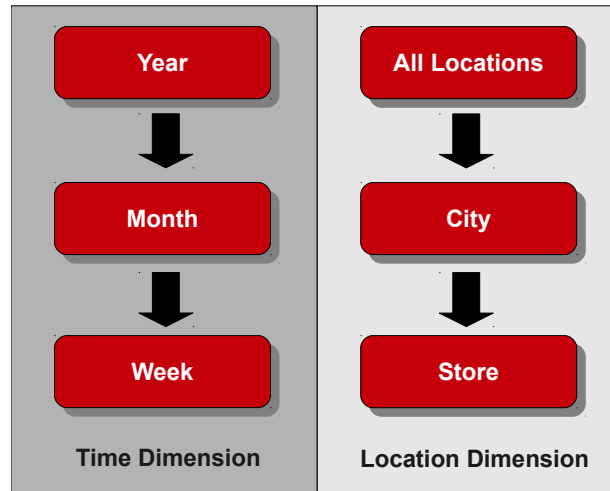 Year
Month
Week
Time Dimension
All Locations
City
Store
Location Dimension